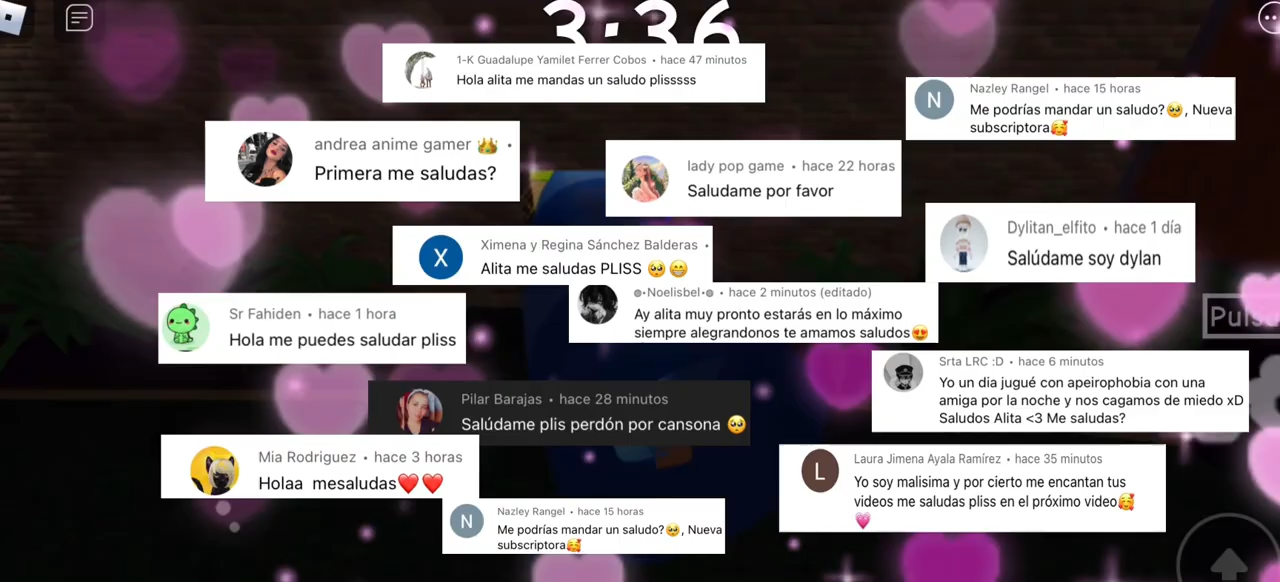 3:36
1-K Guadalupe Yamilet Ferrer Cobos • hace 47 minutos
Hola alita me mandas un saludo plisssss
Nazley Rangel • hace 15 horas
Me podrías mandar un saludo?🥺, Nueva
subscriptora🥰
andrea anime gamer 👑 •
Primera me saludas?
lady pop game • hace 22 horas
Saludame por favor
Dylitan_elfito • hace 1 día
Salúdame soy dylan
Ximena y Regina Sánchez Balderas •
Alita me saludas PLISS 🥺😁
๏•Noelisbel•๏ • hace 2 minutos (editado)
Ay alita muy pronto estarás en lo máximo
siempre alegrandonos te amamos saludos😍
Sr Fahiden • hace 1 hora
Hola me puedes saludar pliss
Srta LRC :D • hace 6 minutos
Yo un dia jugué con apeirophobia con una
amiga por la noche y nos cagamos de miedo xD
Saludos Alita <3 Me saludas?
Pilar Barajas • hace 28 minutos
Salúdame plis perdón por cansona 🥺
Mia Rodriguez • hace 3 horas
Holaa mesaludas❤️❤️
Laura Jimena Ayala Ramírez • hace 35 minutos
Yo soy malisima y por cierto me encantan tus
videos me saludas pliss en el próximo video🥰
💗
Nazley Rangel • hace 15 horas
Me podrías mandar un saludo?🥺, Nueva
subscriptora🥰
N
X
L
N